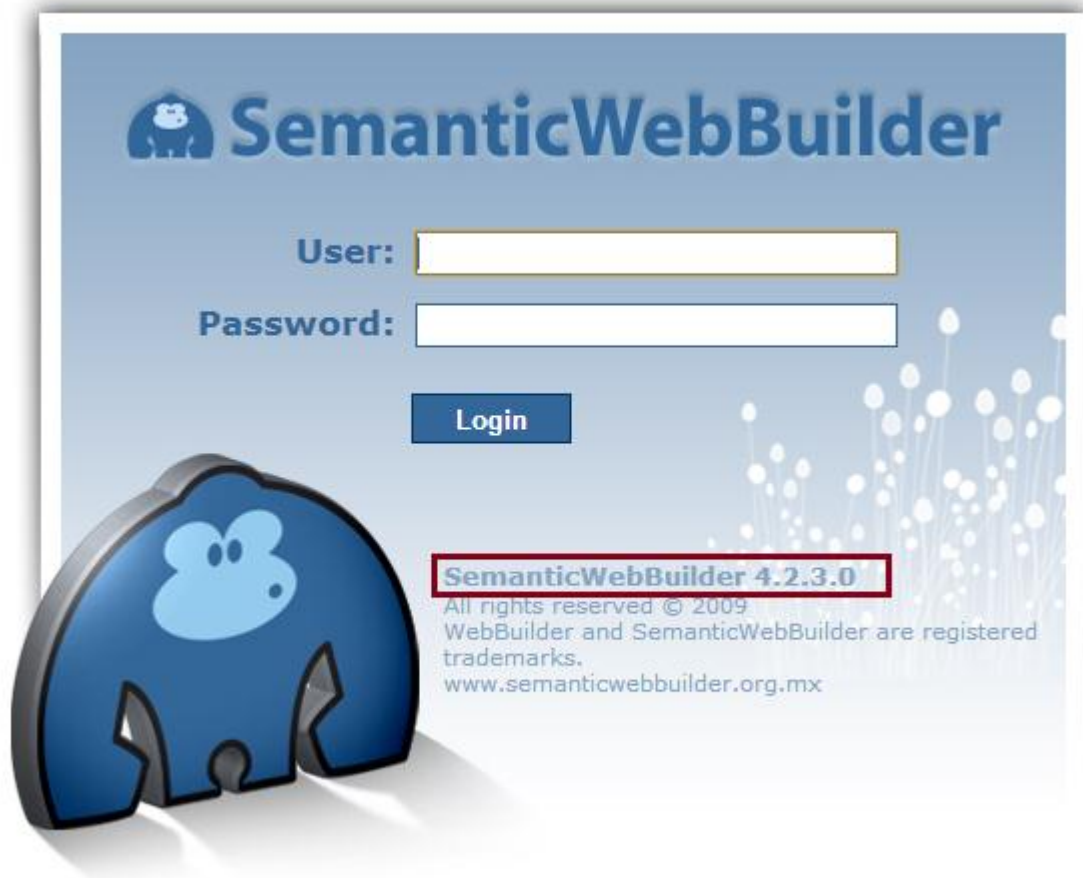 SemanticWebBuilder
User:
Password:
Login
SemanticWebBuilder 4.2.3.0
All rights reserved © 2009
WebBuilder and SemanticWebBuilder are registered
trademarks.
www.semanticwebbuilder.org.mx